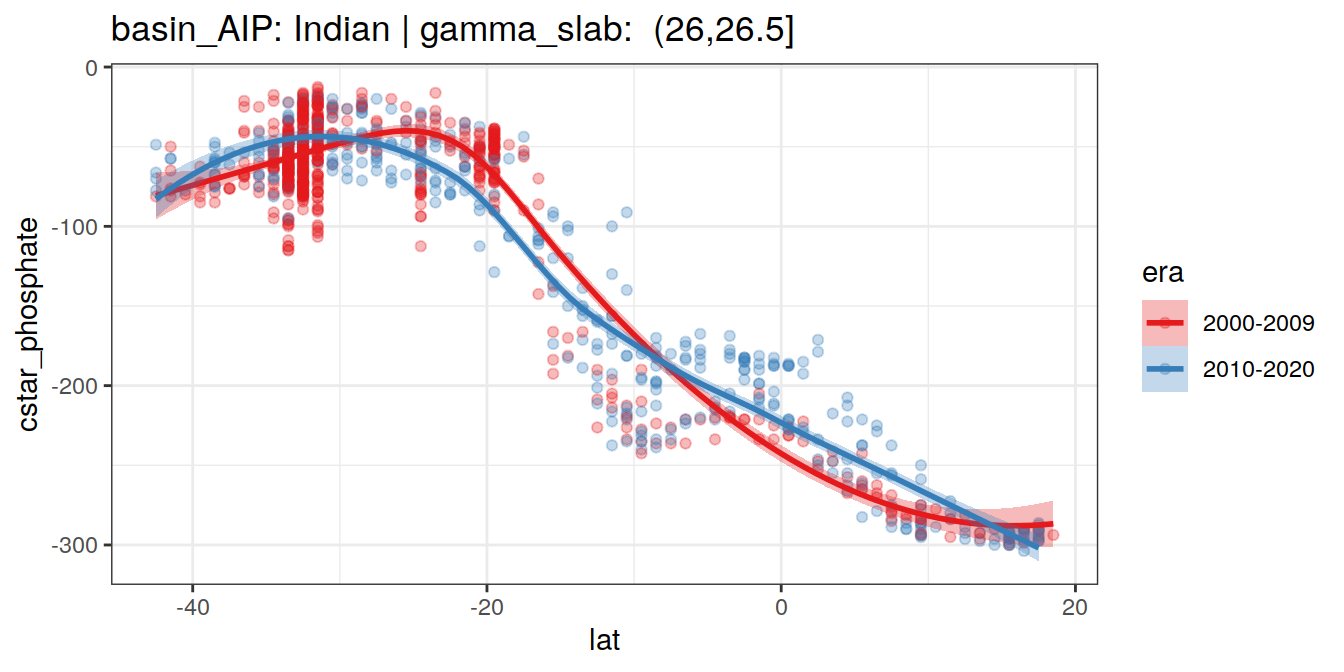 basin_AIP: Indian | gamma_slab:  (26,26.5]
cstar_phosphate
0
-100
-200
-300
-40
-20
0
20
lat
era
2000-2009
2010-2020